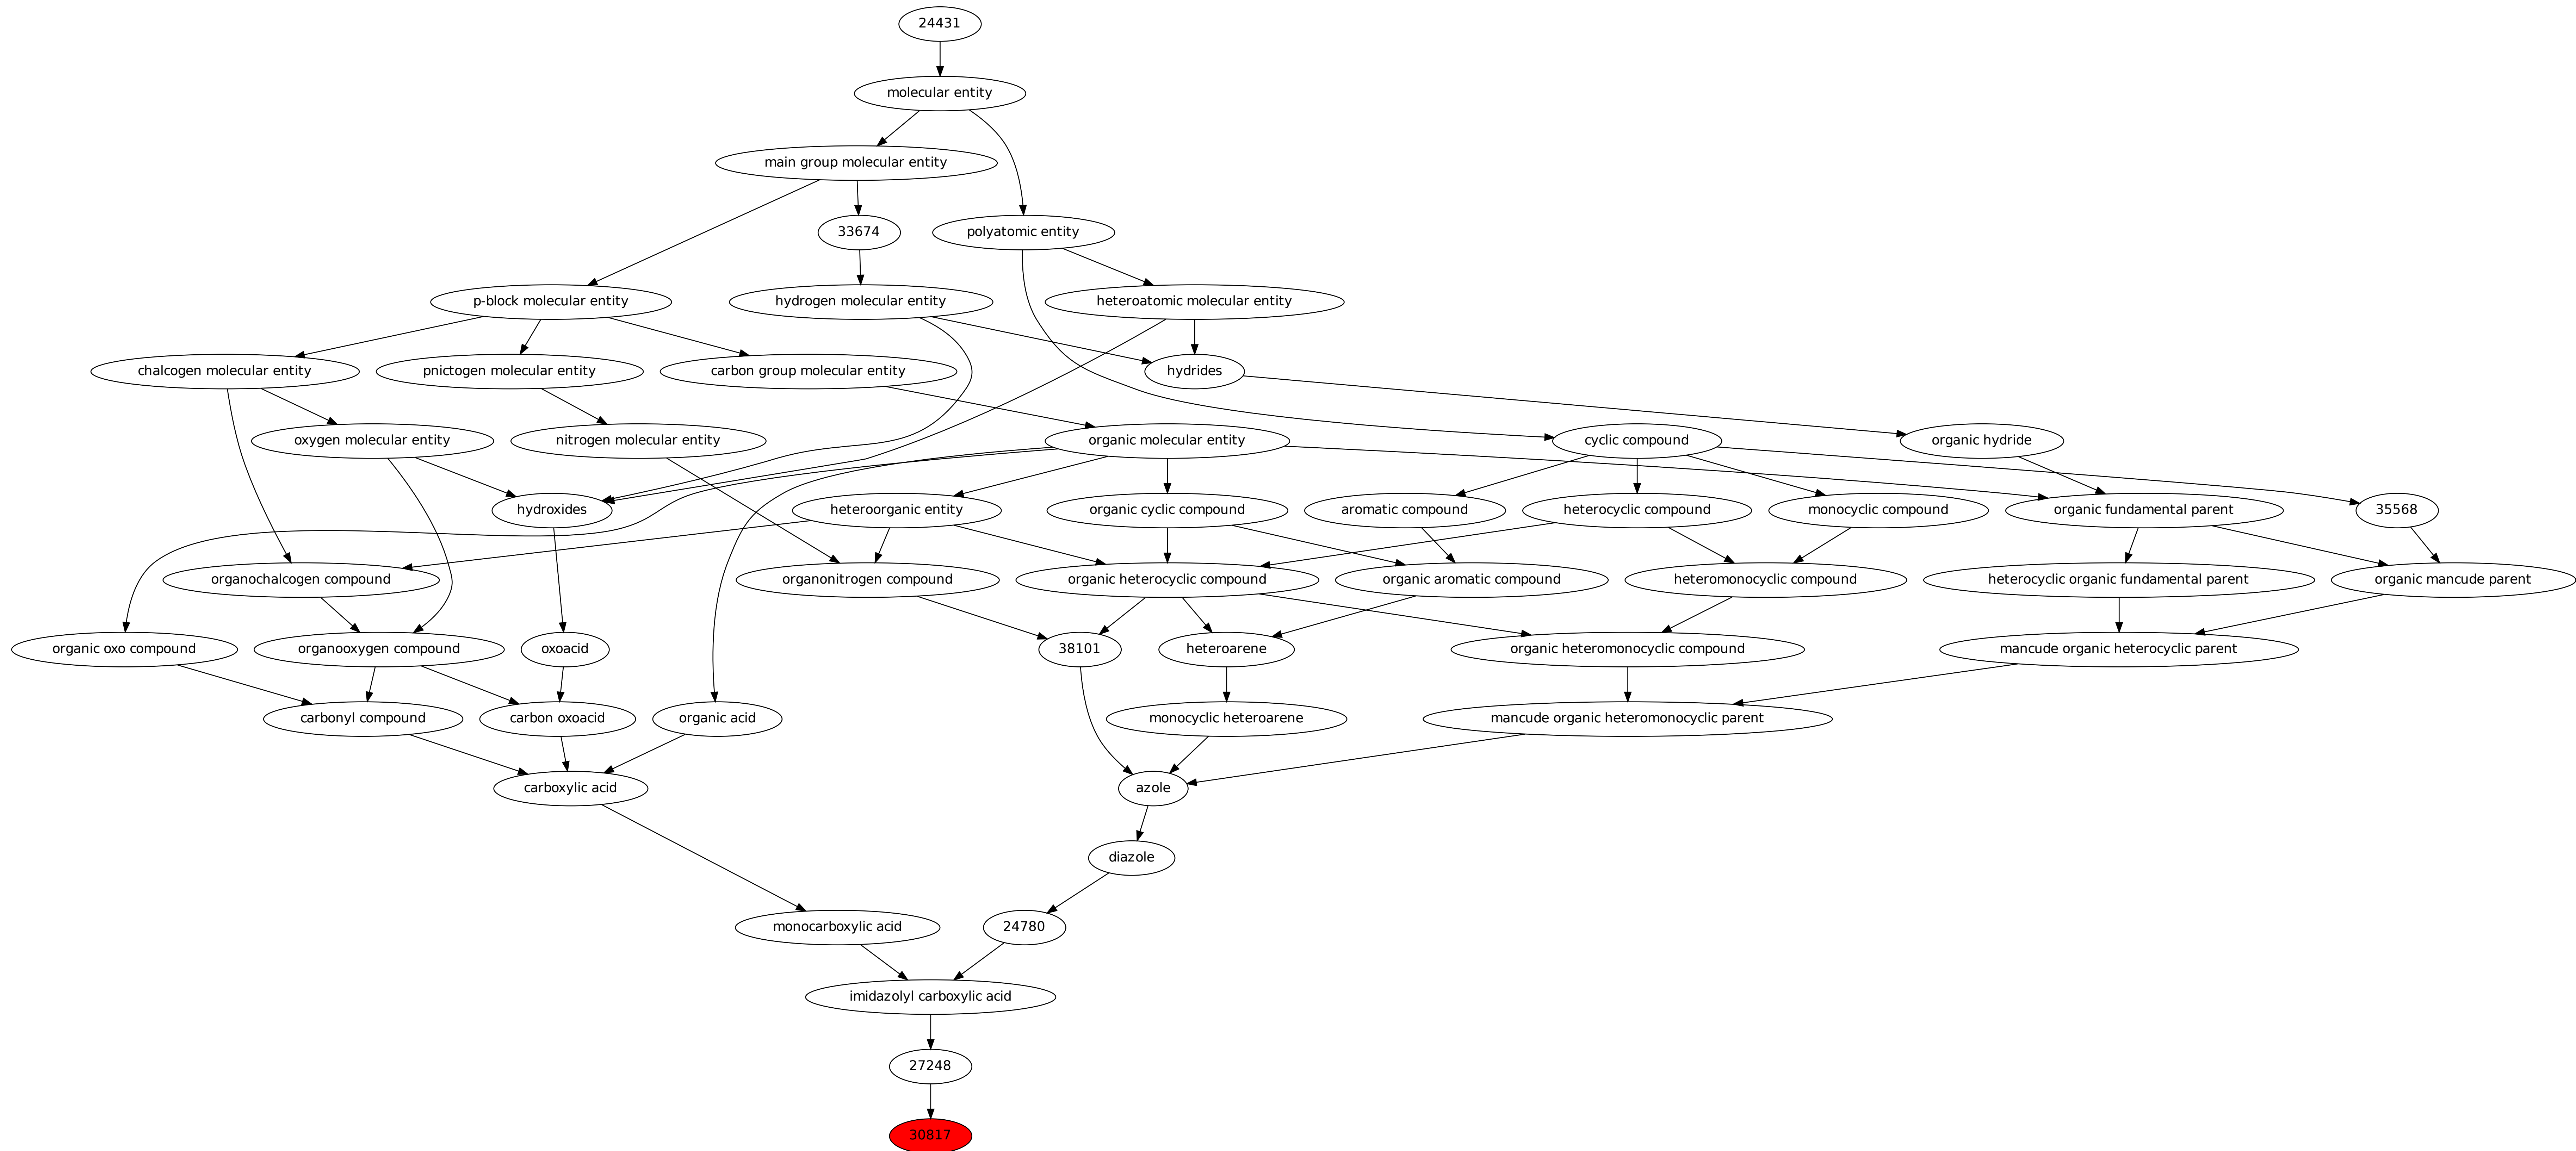 24431
molecular entity
main group molecular entity
33674
polyatomic entity
p-block molecular entity
hydrogen molecular entity
heteroatomic molecular entity
chalcogen molecular entity
pnictogen molecular entity
carbon group molecular entity
hydrides
oxygen molecular entity
nitrogen molecular entity
organic molecular entity
cyclic compound
organic hydride
hydroxides
heteroorganic entity
organic cyclic compound
aromatic compound
heterocyclic compound
monocyclic compound
organic fundamental parent
35568
organochalcogen compound
organonitrogen compound
organic heterocyclic compound
organic aromatic compound
heteromonocyclic compound
heterocyclic organic fundamental parent
organic mancude parent
organic oxo compound
organooxygen compound
oxoacid
38101
heteroarene
organic heteromonocyclic compound
mancude organic heterocyclic parent
carbonyl compound
carbon oxoacid
organic acid
monocyclic heteroarene
mancude organic heteromonocyclic parent
carboxylic acid
azole
diazole
monocarboxylic acid
24780
imidazolyl carboxylic acid
27248
30817